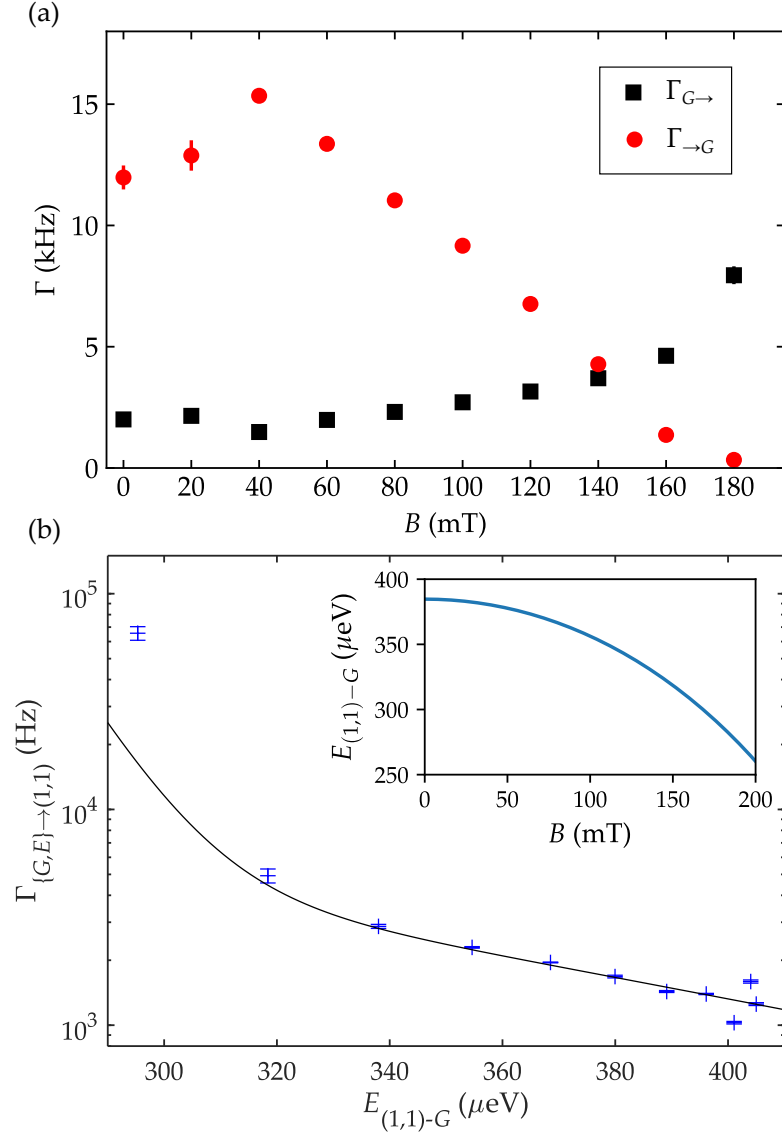 (a)
Γ (kHz)
15
10
5
0
Γ_{G→}
Γ_{→G}
0 20 40 60 80 100 120 140 160 180
B (mT)
(b)
Γ_{{G,E}→(1,1)} (Hz)
10^5
10^4
10^3
E_{(1,1)−G} (μeV)
400
350
300
250
0 50 100 150 200
B (mT)
300 320 340 360 380 400
E_{(1,1)-G} (μeV)